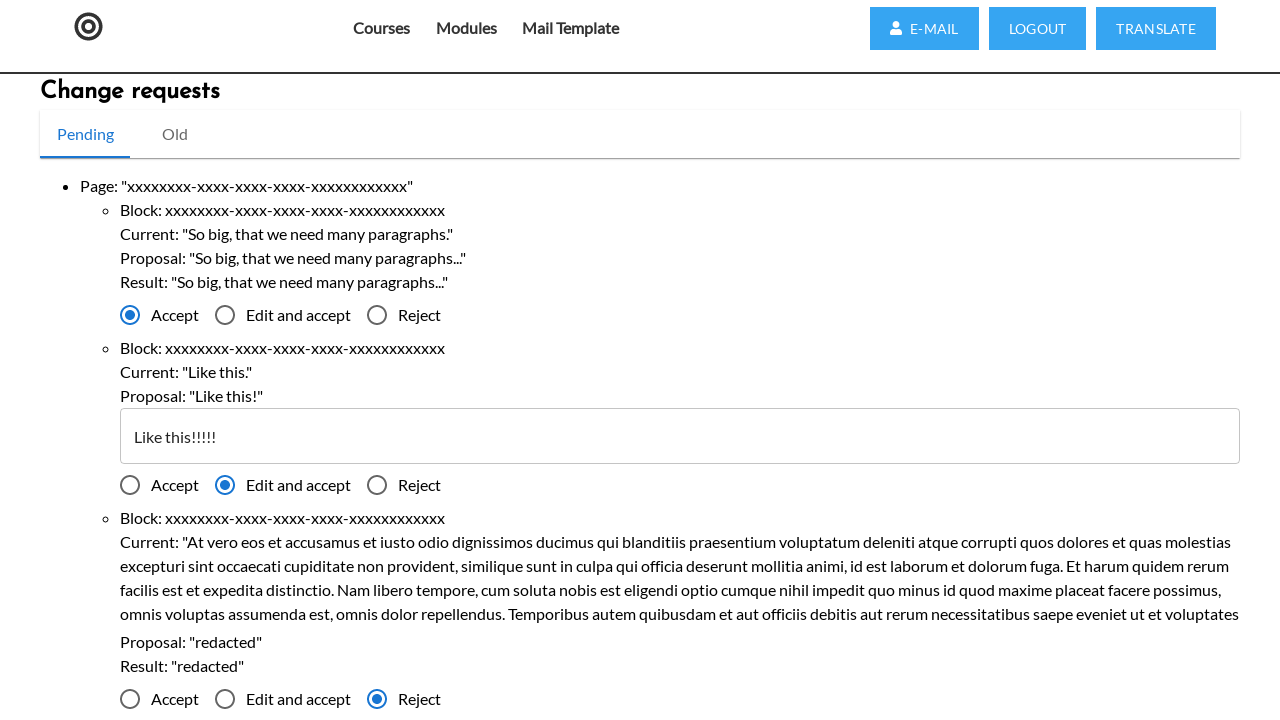 Courses Modules Mail Template E-MAIL LOGOUT TRANSLATE
Change requests
Pending Old
Page: "xxxxxxxx-xxxx-xxxx-xxxx-xxxxxxxxxxxx"
Block: xxxxxxxx-xxxx-xxxx-xxxx-xxxxxxxxxxxx
Current: "So big, that we need many paragraphs."
Proposal: "So big, that we need many paragraphs..."
Result: "So big, that we need many paragraphs..."
Accept Edit and accept Reject
Block: xxxxxxxx-xxxx-xxxx-xxxx-xxxxxxxxxxxx
Current: "Like this."
Proposal: "Like this!"
Like this!!!!!
Accept Edit and accept Reject
Block: xxxxxxxx-xxxx-xxxx-xxxx-xxxxxxxxxxxx
Current: "At vero eos et accusamus et iusto odio dignissimos ducimus qui blanditiis praesentium voluptatum deleniti atque corrupti quos dolores et quas molestias
excepturi sint occaecati cupiditate non provident, similique sunt in culpa qui officia deserunt mollitia animi, id est laborum et dolorum fuga. Et harum quidem rerum
facilis est et expedita distinctio. Nam libero tempore, cum soluta nobis est eligendi optio cumque nihil impedit quo minus id quod maxime placeat facere possimus,
omnis voluptas assumenda est, omnis dolor repellendus. Temporibus autem quibusdam et aut officiis debitis aut rerum necessitatibus saepe eveniet ut et voluptates
Proposal: "redacted"
Result: "redacted"
Accept Edit and accept Reject